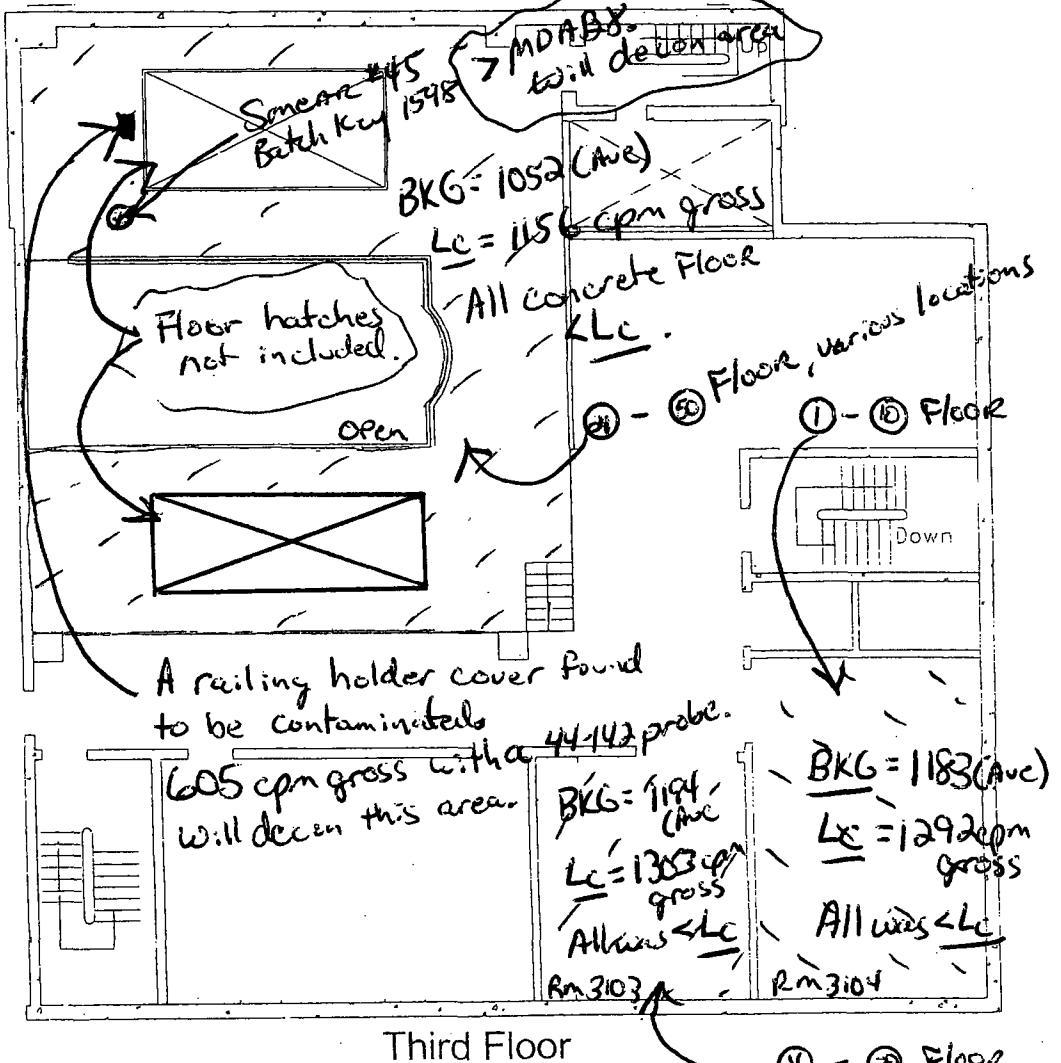 > MDA Bγ.
will decon area
Up
Smear #45
Batch Key 1598
BKG = 1052 (Ave)
Lc = 1156 cpm gross
All concrete Floor
<Lc.
Floor hatches
not included.
Open
- 50 Floor, various locations
1 - 10 Floor
Down
A railing holder cover found
to be contaminated.
605 cpm gross with a 44-142 probe.
will decon this area.
BKG = 1194
(Ave
Lc = 1303 cpm
gross
All was <Lc
Rm 3103
BKG = 1183 (Ave)
Lc = 1292 cpm
gross
All was <Lc
Rm 3104
Third Floor
Floor